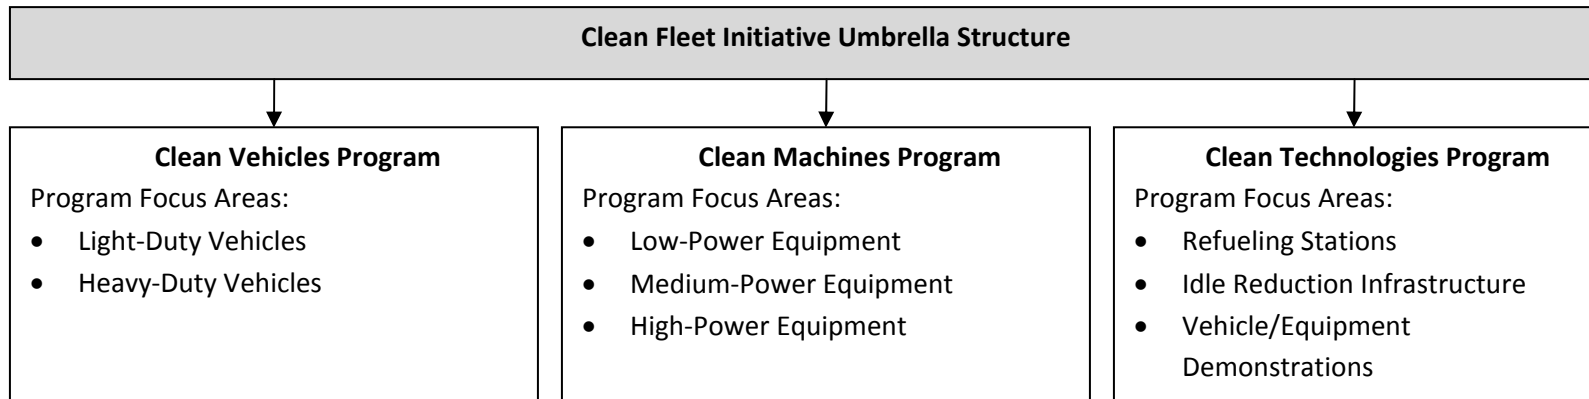 Clean Fleet Initiative Umbrella Structure
Clean Vehicles Program
Program Focus Areas:
• Light-Duty Vehicles
• Heavy-Duty Vehicles
Clean Machines Program
Program Focus Areas:
• Low-Power Equipment
• Medium-Power Equipment
• High-Power Equipment
Clean Technologies Program
Program Focus Areas:
• Refueling Stations
• Idle Reduction Infrastructure
• Vehicle/Equipment
Demonstrations